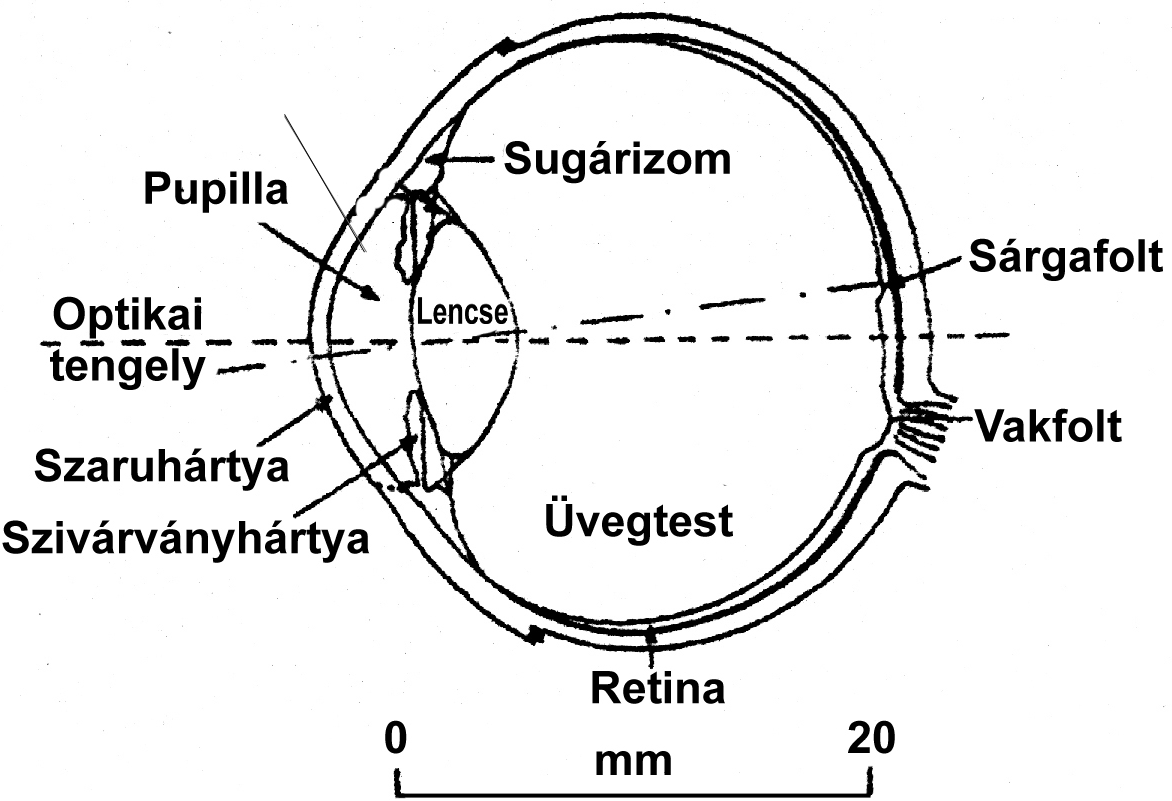 Sugárizom
Pupilla
Sárgafolt
Optikai
tengely
Lencse
Vakfolt
Szaruhártya
Szivárványhártya
Üvegtest
Retina
0
20
mm